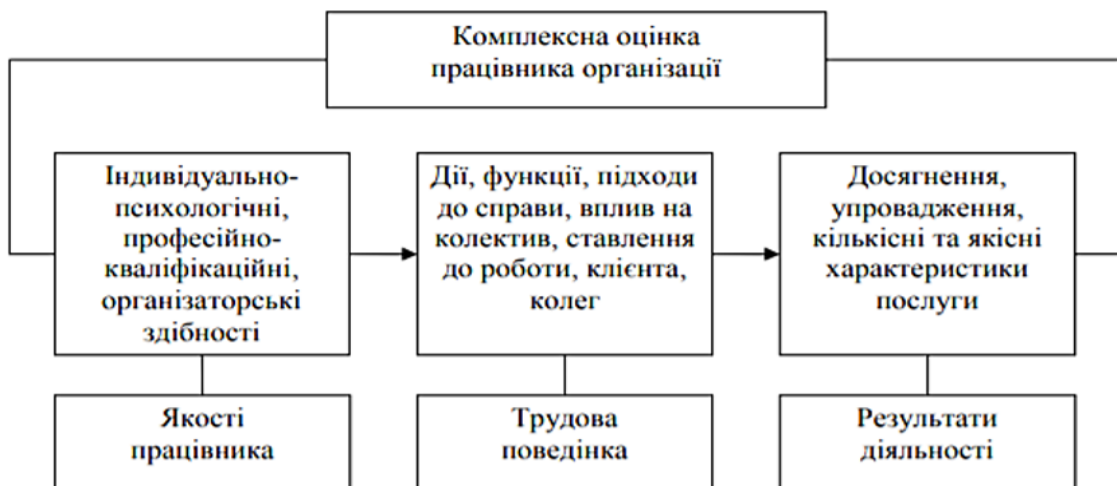 Комплексна оцінка
працівника організації
Індивідуально-
психологічні,
професійно-
кваліфікаційні,
організаторські
здібності
Дії, функції, підходи
до справи, вплив на
колектив, ставлення
до роботи, клієнта,
колег
Досягнення,
упровадження,
кількісні та якісні
характеристики
послуги
Якості
працівника
Трудова
поведінка
Результати
діяльності